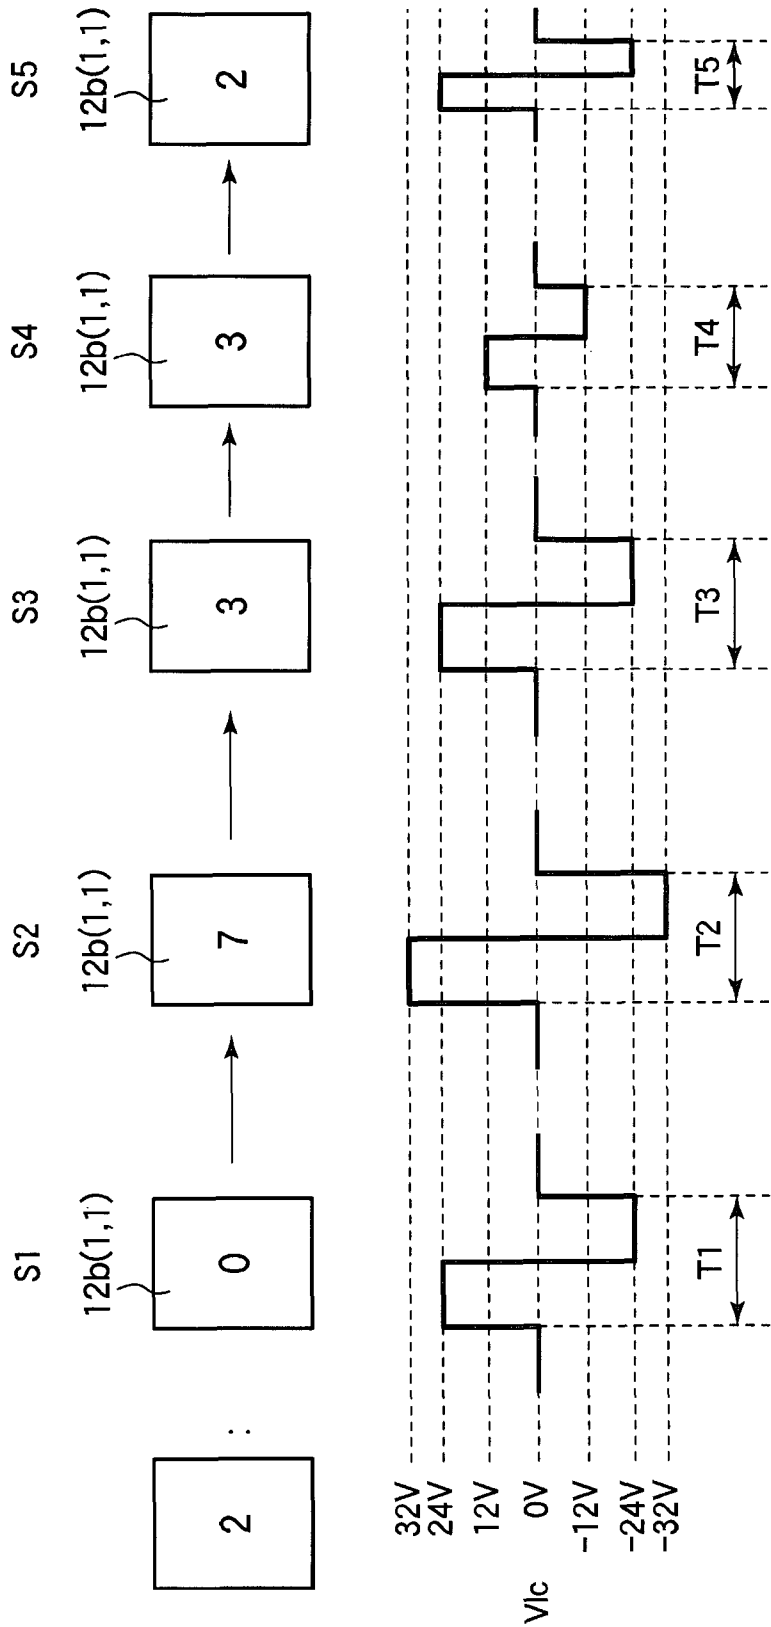 S1
S2
S3
S4
S5
12b(1,1)
12b(1,1)
12b(1,1)
12b(1,1)
12b(1,1)
2
:
0
7
3
3
2
32V
24V
12V
0V
-12V
-24V
-32V
Vlc
T1
T2
T3
T4
T5